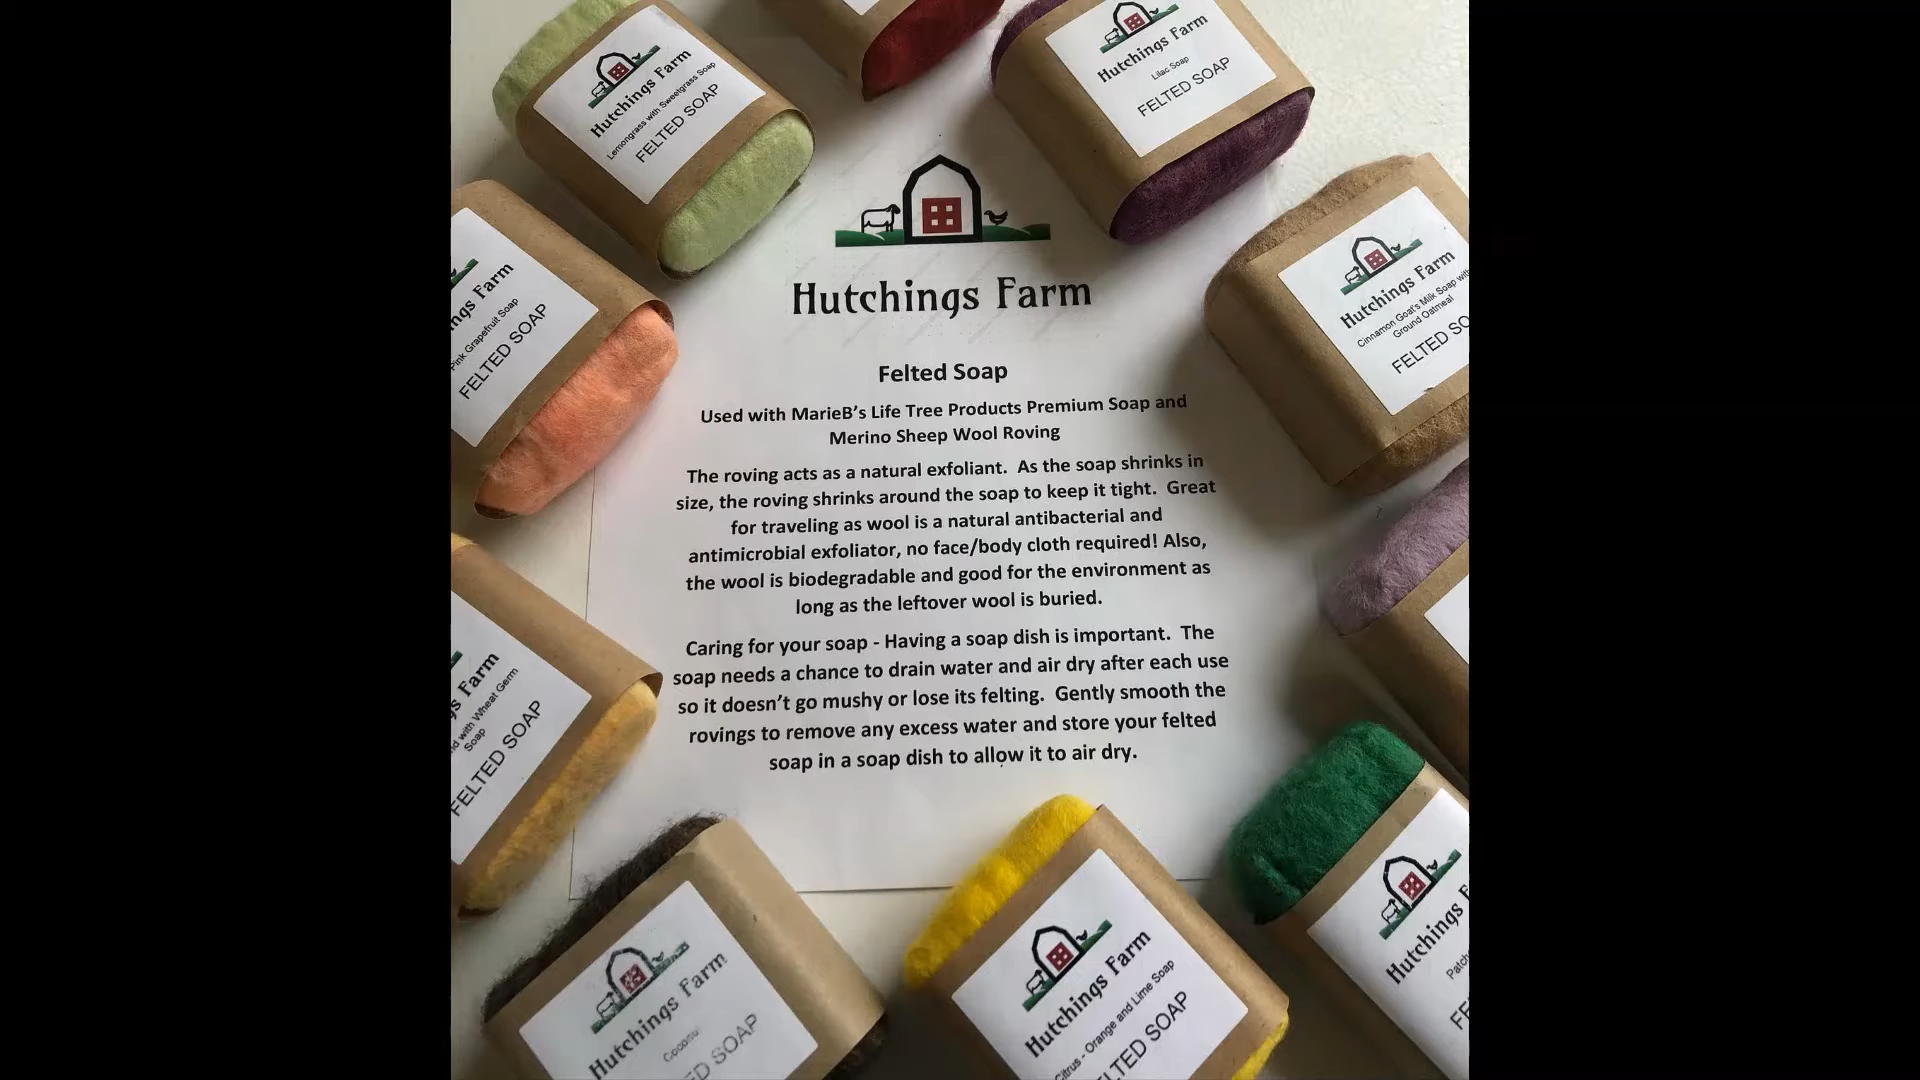 Hutchings Farm
Lemongrass with Sweetgrass Soap
FELTED SOAP
Hutchings Farm
Lilac Soap
FELTED SOAP
Farm
Pink Grapefruit Soap
FELTED SOAP
Hutchings Farm
Cinnamon Goat's Milk Soap with
Ground Oatmeal
FELTED
Hutchings Farm
Felted Soap
Used with MarieB's Life Tree Products Premium Soap and
Merino Sheep Wool Roving
The roving acts as a natural exfoliant. As the soap shrinks in
size, the roving shrinks around the soap to keep it tight. Great
for traveling as wool is a natural antibacterial and
antimicrobial exfoliator, no face/body cloth required! Also,
the wool is biodegradable and good for the environment as
long as the leftover wool is buried.
Caring for your soap - Having a soap dish is important. The
soap needs a chance to drain water and air dry after each use
so it doesn't go mushy or lose its felting. Gently smooth the
rovings to remove any excess water and store your felted
soap in a soap dish to allow it to air dry.
Farm
with Wheat Germ
Soap
FELTED SOAP
Hutchings Farm
SOAP
Hutchings Farm
Citrus - Orange and Lime Soap
SOAP
Hutchings